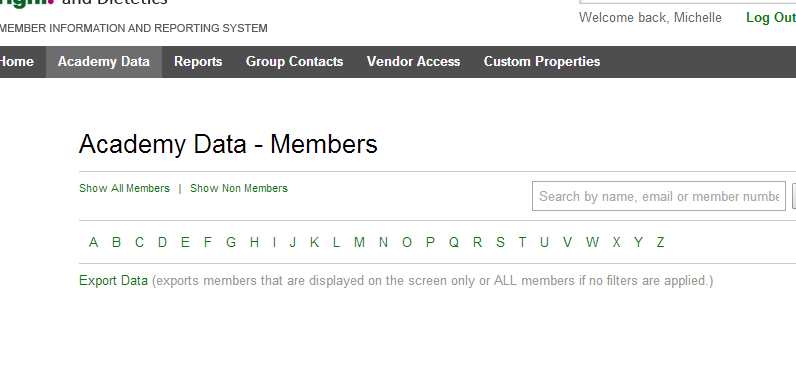 and Dietetics
Welcome back, Michelle Log Out
MEMBER INFORMATION AND REPORTING SYSTEM
Home Academy Data Reports Group Contacts Vendor Access Custom Properties
Academy Data - Members
Show All Members | Show Non Members
Search by name, email or member numbe
A B C D E F G H I J K L M N O P Q R S T U V W X Y Z
Export Data (exports members that are displayed on the screen only or ALL members if no filters are applied.)